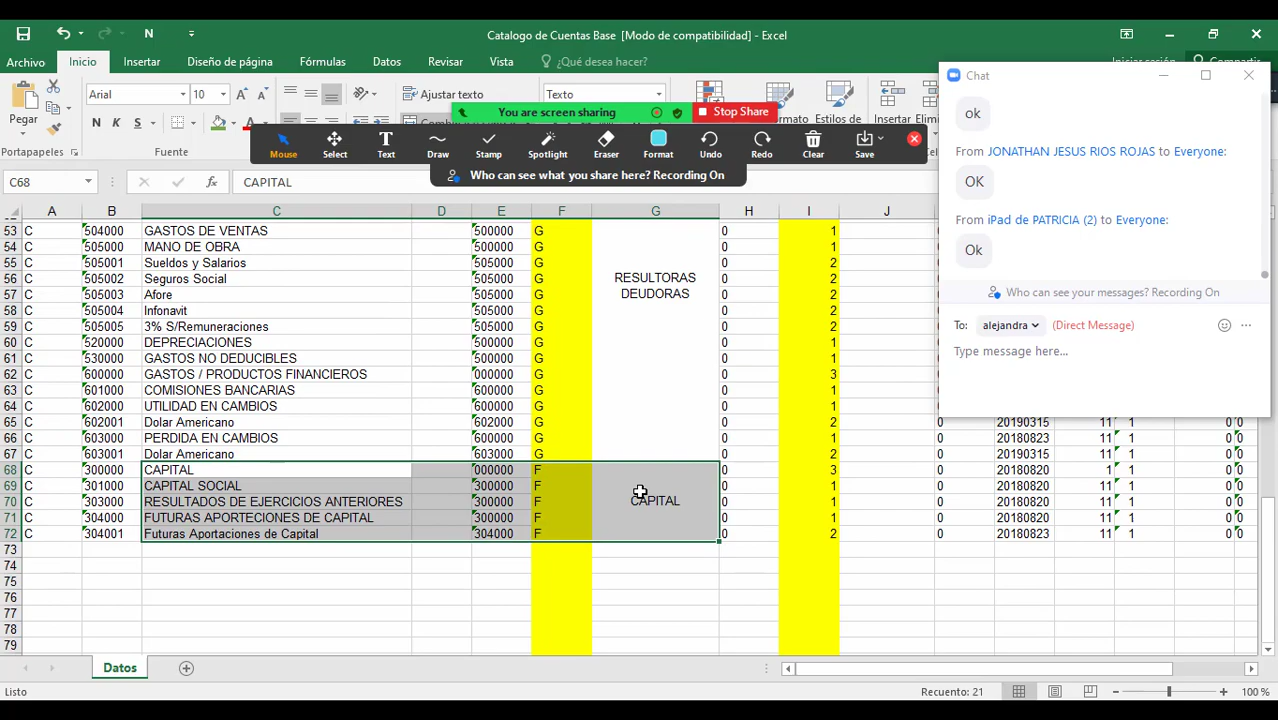 N
Catalogo de Cuentas Base [Modo de compatibilidad] - Excel
Archivo Inicio Insertar Diseño de página Fórmulas Datos Revisar Vista ¿Qué desea hacer?
Iniciar sesión Compartir
Pegar
Arial 10 A A
N K S
Ajustar texto
Texto
Insertar
Portapapeles Fuente
You are screen sharing Stop Share
Mouse Select Text Draw Stamp Spotlight Eraser Format Undo Redo Clear Save
Who can see what you share here? Recording On
C68 CAPITAL
A B C D E F G H I J
53 C 504000 GASTOS DE VENTAS 500000 G 0 1
54 C 505000 MANO DE OBRA 500000 G 0 1
55 C 505001 Sueldos y Salarios 505000 G 0 2
56 C 505002 Seguros Social 505000 G RESULTORAS 0 2
57 C 505003 Afore 505000 G DEUDORAS 0 2
58 C 505004 Infonavit 505000 G 0 2
59 C 505005 3% S/Remuneraciones 505000 G 0 2
60 C 520000 DEPRECIACIONES 500000 G 0 1
61 C 530000 GASTOS NO DEDUCIBLES 500000 G 0 1
62 C 600000 GASTOS / PRODUCTOS FINANCIEROS 000000 G 0 3
63 C 601000 COMISIONES BANCARIAS 600000 G 0 1
64 C 602000 UTILIDAD EN CAMBIOS 600000 G 0 1
65 C 602001 Dolar Americano 602000 G 0 2 0 20190315 11 1 0 0
66 C 603000 PERDIDA EN CAMBIOS 600000 G 0 1 0 20180823 11 1 0 0
67 C 603001 Dolar Americano 603000 G 0 2 0 20190315 11 1 0 0
68 C 300000 CAPITAL 000000 F 0 3 0 20180820 1 1 0 0
69 C 301000 CAPITAL SOCIAL 300000 F 0 1 0 20180820 11 1 0 0
70 C 303000 RESULTADOS DE EJERCICIOS ANTERIORES 300000 F CAPITAL 0 1 0 20180820 11 1 0 0
71 C 304000 FUTURAS APORTECIONES DE CAPITAL 300000 F 0 1 0 20180820 11 1 0 0
72 C 304001 Futuras Aportaciones de Capital 304000 F 0 2 0 20180823 11 1 0 0
73
74
75
76
77
78
79
Datos
Listo Recuento: 21 100 %
Chat
ok
From JONATHAN JESUS RIOS ROJAS to Everyone:
OK
From iPad de PATRICIA (2) to Everyone:
Ok
Who can see your messages? Recording On
To: alejandra (Direct Message)
Type message here...